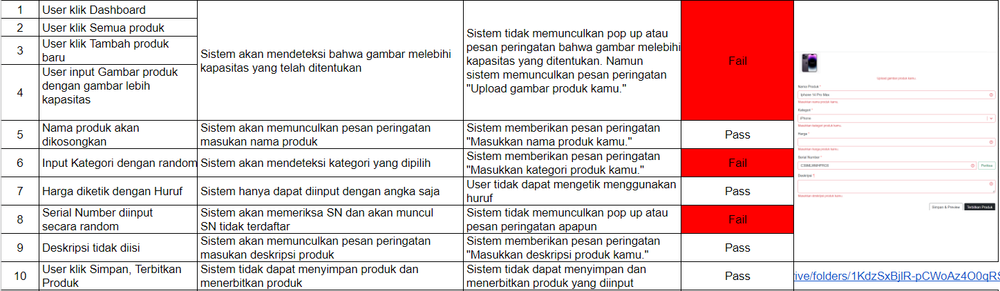 1
User klik Dashboard
2
User klik Semua produk
3
User klik Tambah produk
baru
4
User input Gambar produk
dengan gambar lebih
kapasitas
Sistem akan mendeteksi bahwa gambar melebihi
kapasitas yang telah ditentukan
Sistem tidak memunculkan pop up atau
pesan peringatan bahwa gambar melebihi
kapasitas yang ditentukan. Namun
sistem memunculkan pesan peringatan
"Upload gambar produk kamu."
Fail
5
Nama produk akan
dikosongkan
Sistem akan memunculkan pesan peringatan
masukan nama produk
Sistem memberikan pesan peringatan
"Masukkan nama produk kamu."
Pass
6
Input Kategori dengan random
Sistem akan mendeteksi kategori yang dipilih
Sistem memberikan pesan peringatan
"Masukkan kategori produk kamu."
Fail
7
Harga diketik dengan Huruf
Sistem hanya dapat diinput dengan angka saja
User tidak dapat mengetik menggunakan
huruf
Pass
8
Serial Number diinput
secara random
Sistem akan memeriksa SN dan akan muncul
SN tidak terdaftar
Sistem tidak memunculkan pop up atau
pesan peringatan apapun
Fail
9
Deskripsi tidak diisi
Sistem akan memunculkan pesan peringatan
masukan deskripsi produk
Sistem memberikan pesan peringatan
"Masukkan deskripsi produk kamu."
Pass
10
User klik Simpan, Terbitkan
Produk
Sistem tidak dapat menyimpan produk dan
menerbitkan produk
Sistem tidak dapat menyimpan dan
menerbitkan produk yang diinput
Pass
Upload gambar produk kamu.
Nama Produk *
Iphone 14 Pro Max
Masukkan nama produk kamu.
Kategori *
iPhone
Masukkan kategori produk kamu.
Harga *
Masukkan harga produk kamu.
Serial Number *
Periksa
Deskripsi *
Masukkan deskripsi produk kamu.
Simpan & Preview
Terbitkan Produk
ive/folders/1KdzSxBjlR-pCWoAz4O0qRS